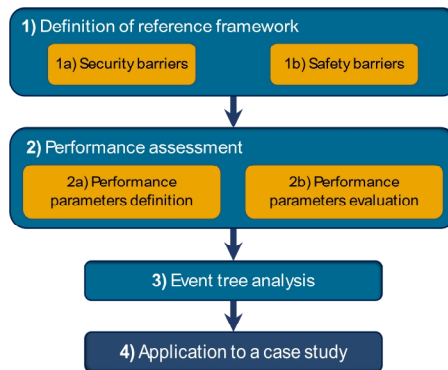 1) Definition of reference framework
1a) Security barriers
1b) Safety barriers
2) Performance assessment
2a) Performance
parameters definition
2b) Performance
parameters evaluation
3) Event tree analysis
4) Application to a case study